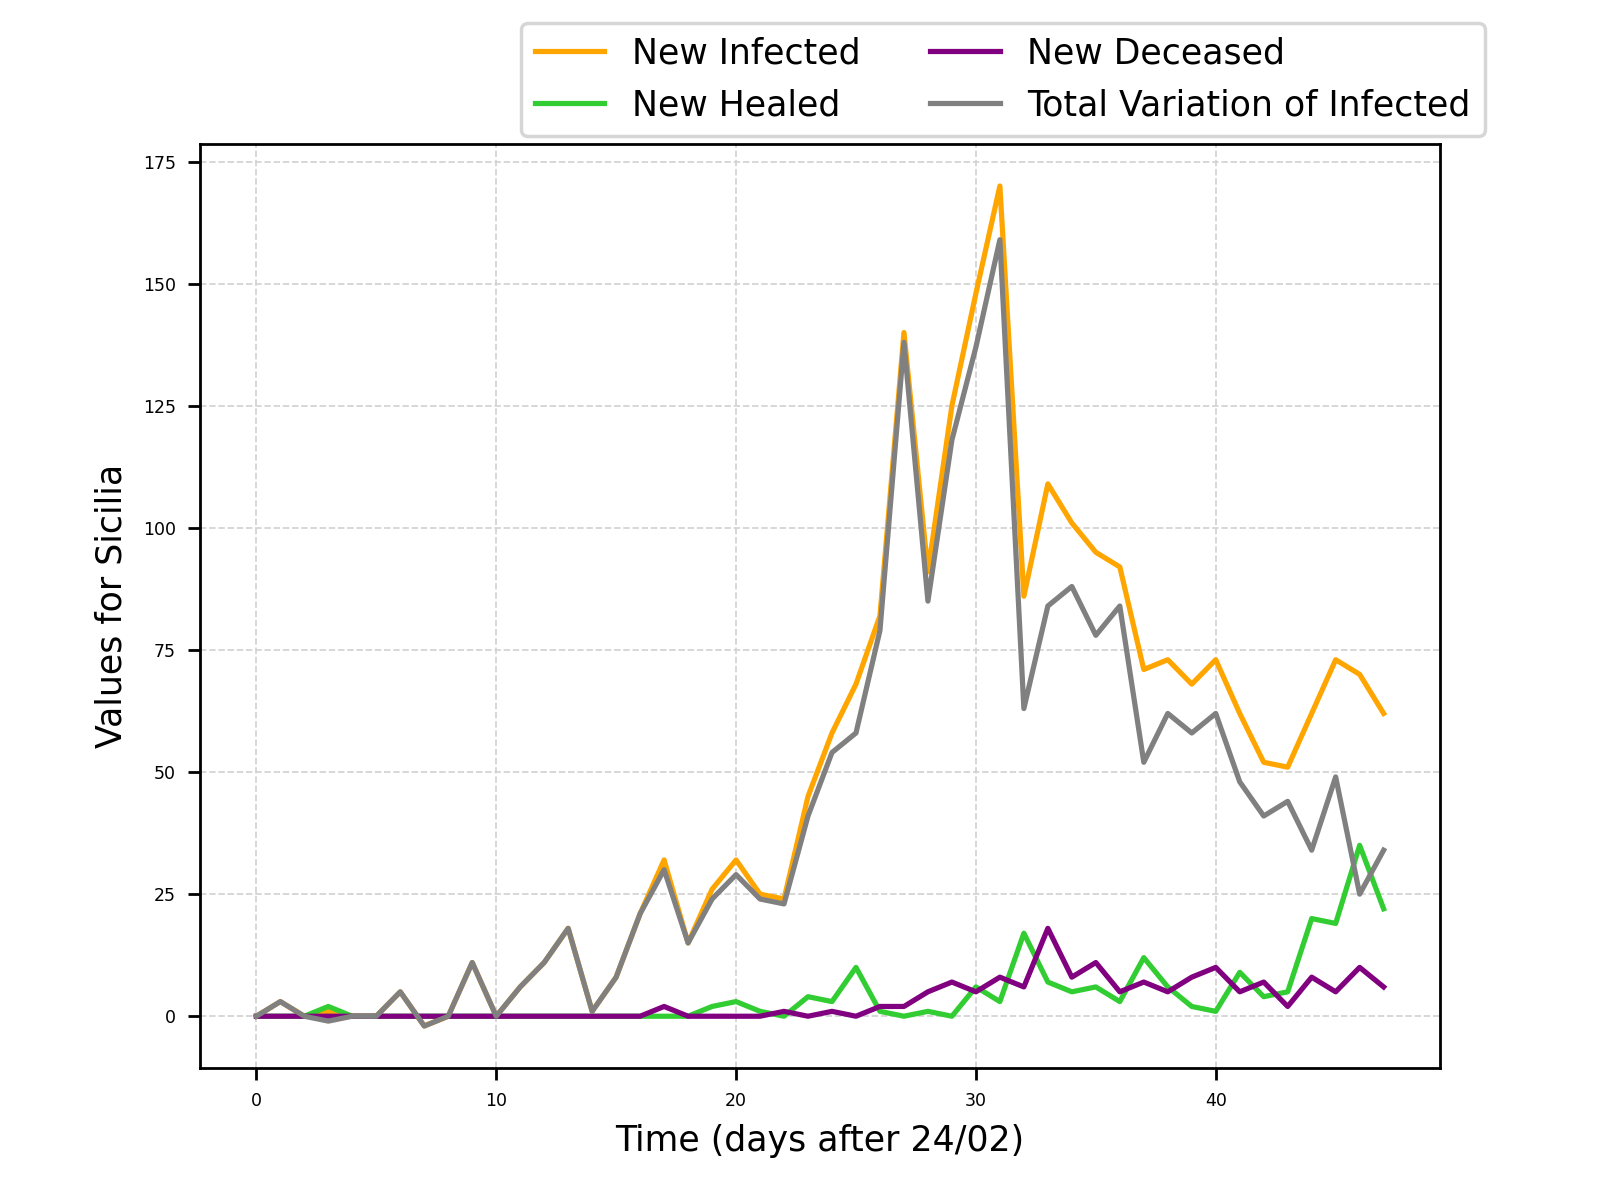 New Infected
New Healed
New Deceased
Total Variation of Infected
175
150
125
100
75
50
25
0
Values for Sicilia
0 10 20 30 40
Time (days after 24/02)